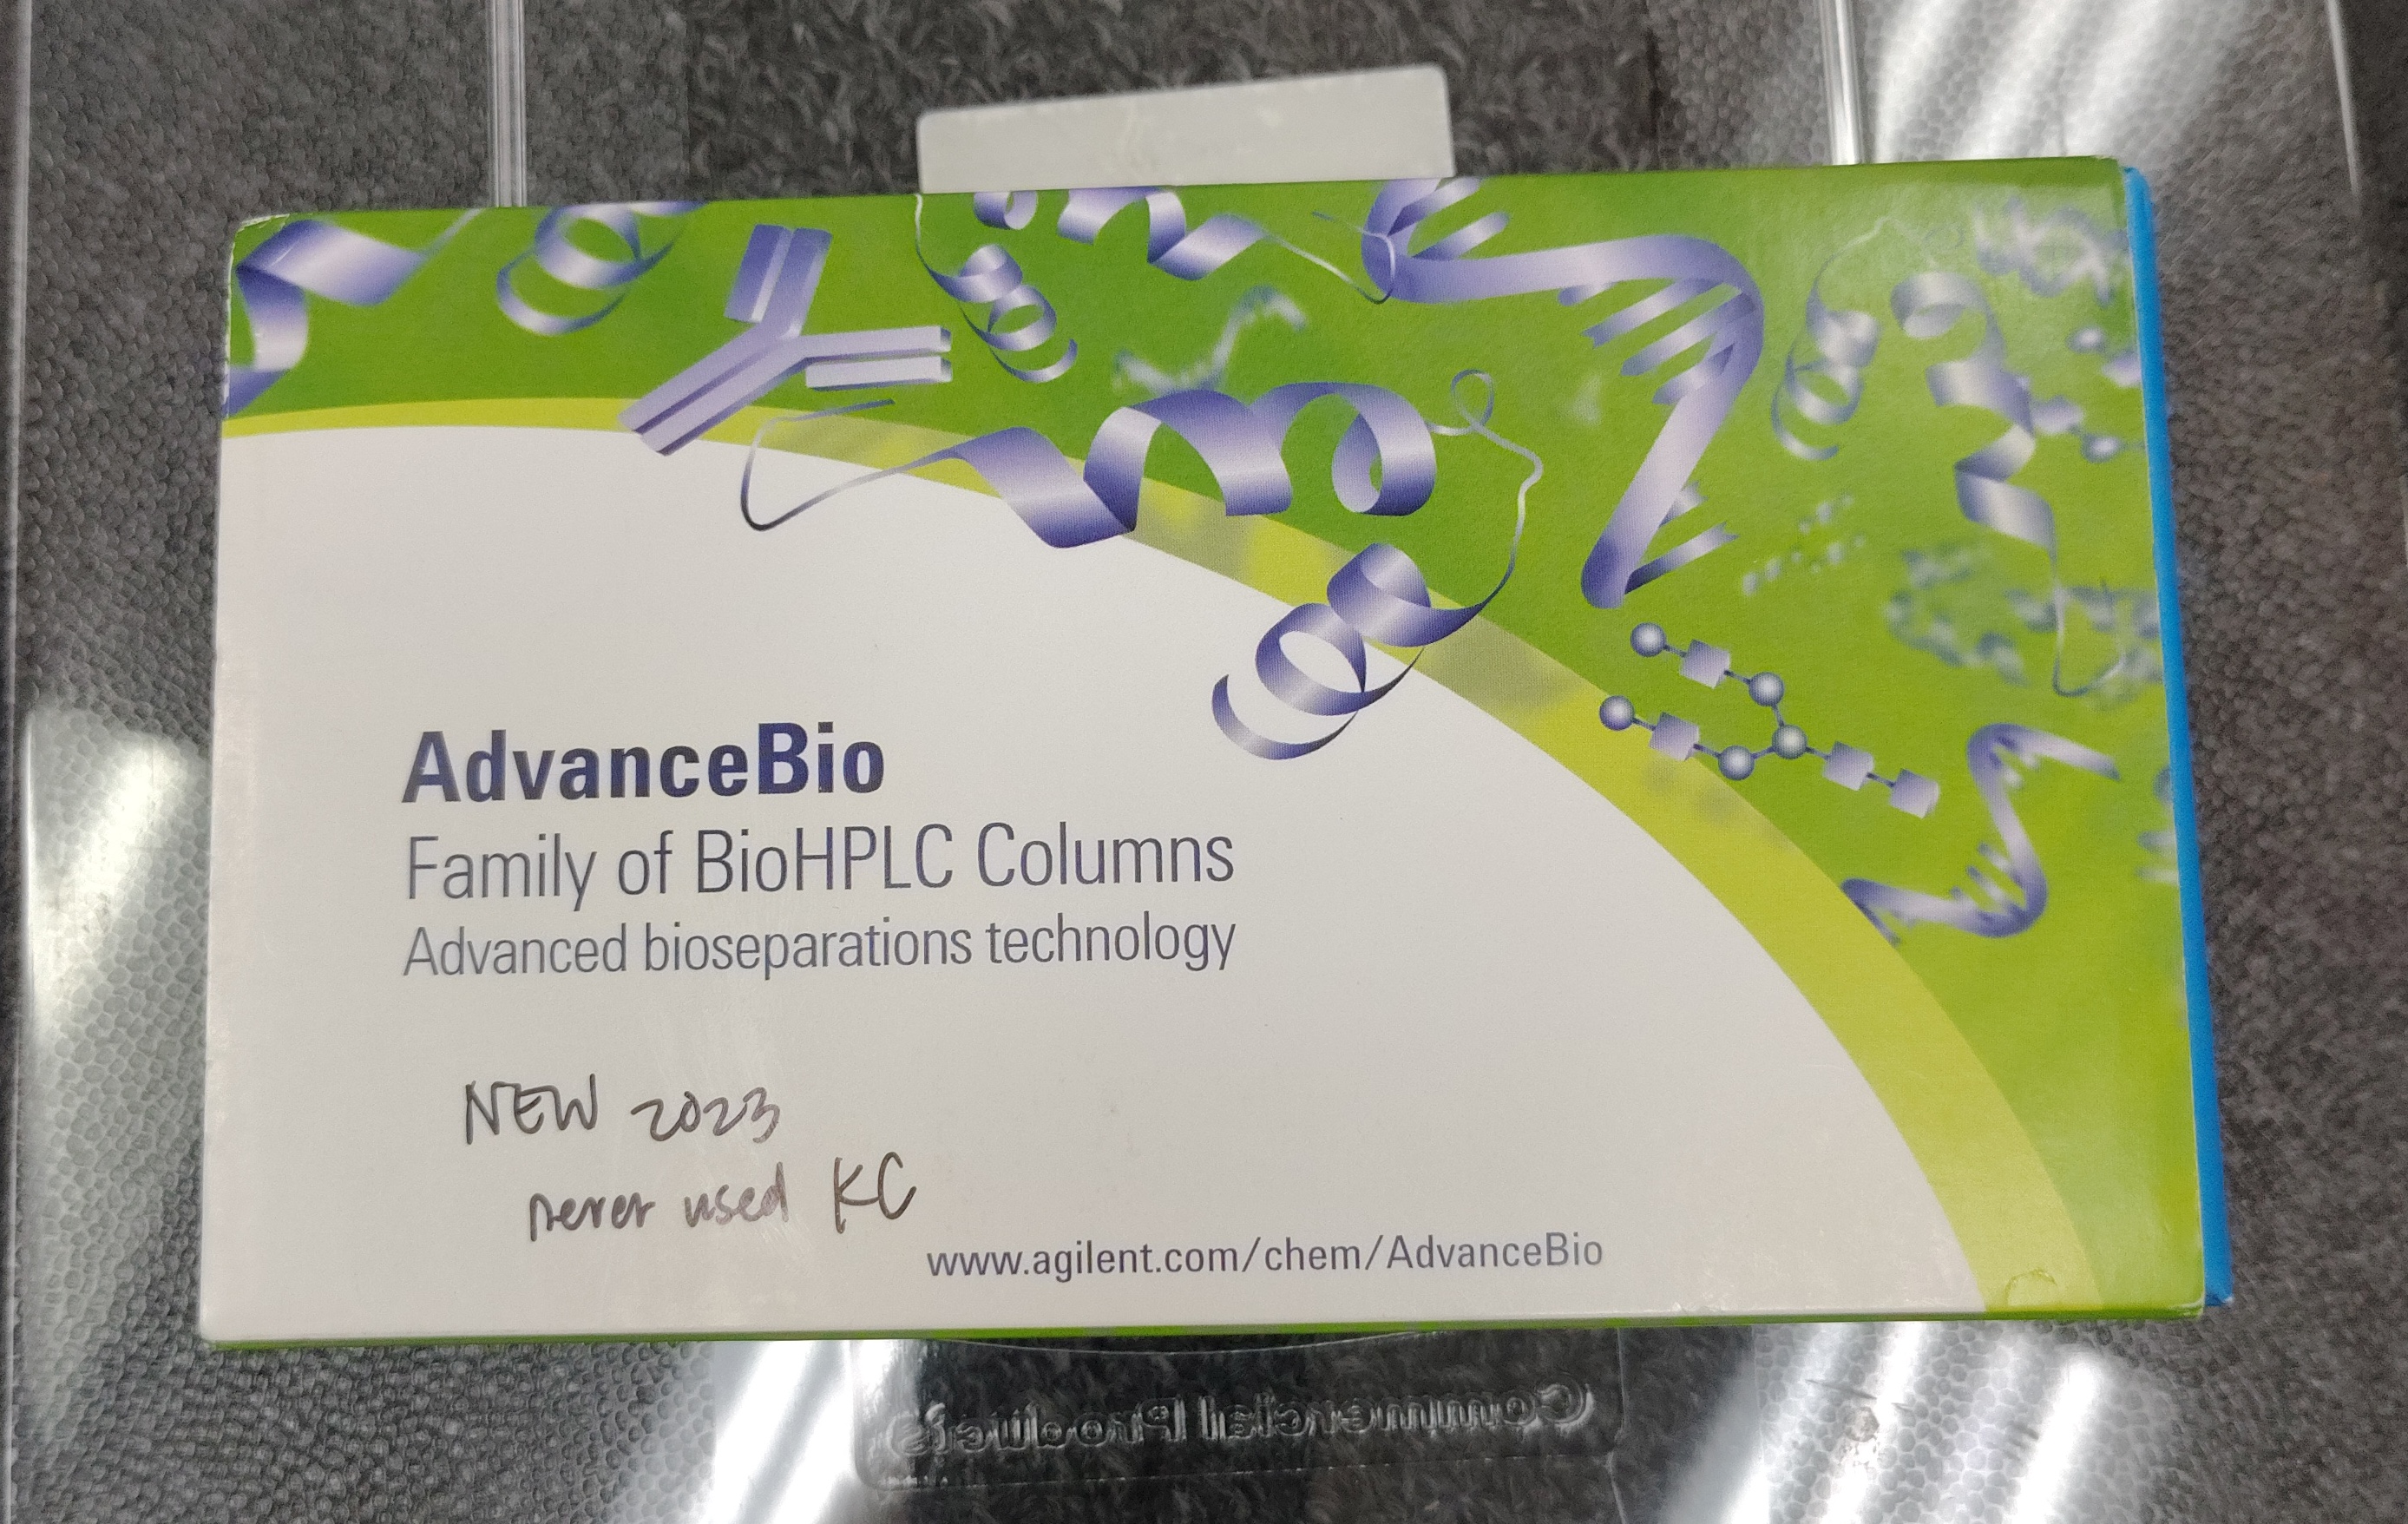 AdvanceBio
Family of BioHPLC Columns
Advanced bioseparations technology
NEW 2023
never used KC
www.agilent.com/chem/AdvanceBio
Commercial Products